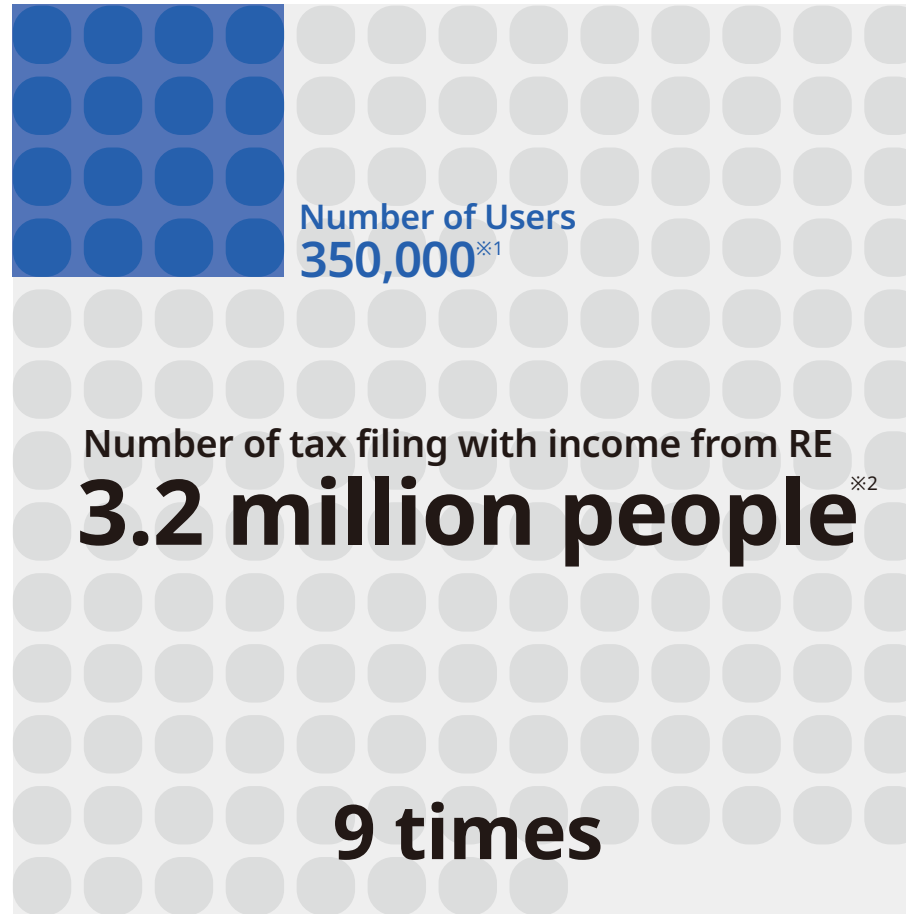 Number of Users
350,000※1
Number of tax filing with income from RE
3.2 million people※2
9 times